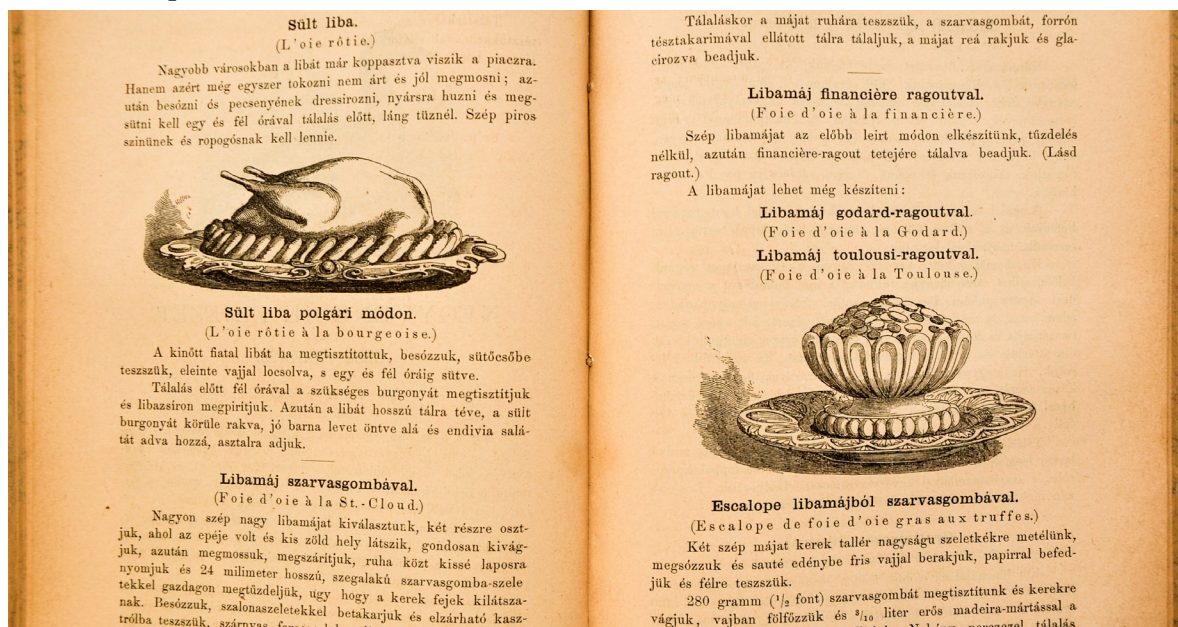 Sült liba.
(L'oie rôtie.)
Nagyobb városokban a libát már koppasztva viszik a piaczra.
Hanem azért még egyszer tokozni nem árt és jól megmosni; az-
után besózni és pecsenyének dressirozni, nyársra huzni és meg-
sütni kell egy és fél órával tálalás előtt, láng tüznél. Szép piros
szinünek és ropogósnak kell lennie.
Sült liba polgári módon.
(L'oie rôtie à la bourgeoise.)
A kinőtt fiatal libát ha megtisztítottuk, besózzuk, sütőcsőbe
teszszük, eleinte vajjal locsolva, s egy és fél óráig sütve.
Tálalás előtt fél órával a szükséges burgonyát megtisztítjuk
és libazsíron megpirítjuk. Azután a libát hosszú tálra téve, a sült
burgonyát körüle rakva, jó barna levet öntve alá és endivia salá-
tát adva hozzá, asztalra adjuk.
Libamáj szarvasgombával.
(Foie d'oie à la St.-Cloud.)
Nagyon szép nagy libamájat kiválasztunk, két részre oszt-
juk, ahol az epéje volt és kis zöld hely látszik, gondosan kivág-
juk, azután megmossuk, megszárítjuk, ruha közt kissé laposra
nyomjuk és 24 milimeter hosszú, szegalakú szarvasgomba-szele
tekkel gazdagon megtűzdeljük, úgy hogy a kerek fejek kilátsza-
nak. Besózzuk, szalonaszeletekkel betakarjuk és elzárható kasz-
trólba teszszük, szárnyas
Tálaláskor a májat ruhára teszszük, a szarvasgombát, forrón
tésztakarimával ellátott tálra tálaljuk, a májat reá rakjuk és gla-
cirozva beadjuk.
Libamáj financière ragoutval.
(Foie d'oie à la financière.)
Szép libamájat az előbb leirt módon elkészítünk, tűzdelés
nélkül, azután financière-ragout tetejére tálalva beadjuk. (Lásd
ragout.)
A libamájat lehet még készíteni:
Libamáj godard-ragoutval.
(Foie d'oie à la Godard.)
Libamáj toulousi-ragoutval.
(Foie d'oie à la Toulouse.)
Escalope libamájból szarvasgombával.
(Escalope de foie d'oie gras aux truffes.)
Két szép májat kerek tallér nagyságu szeletkékre metélünk,
megsózzuk és sauté edénybe fris vajjal berakjuk, papirral befed-
jük és félre teszszük.
280 gramm (1/2 font) szarvasgombát megtisztítunk és kerekre
vágjuk, vajban fölfőzzük és 3/10 liter erős madeira-mártással a
tálalás